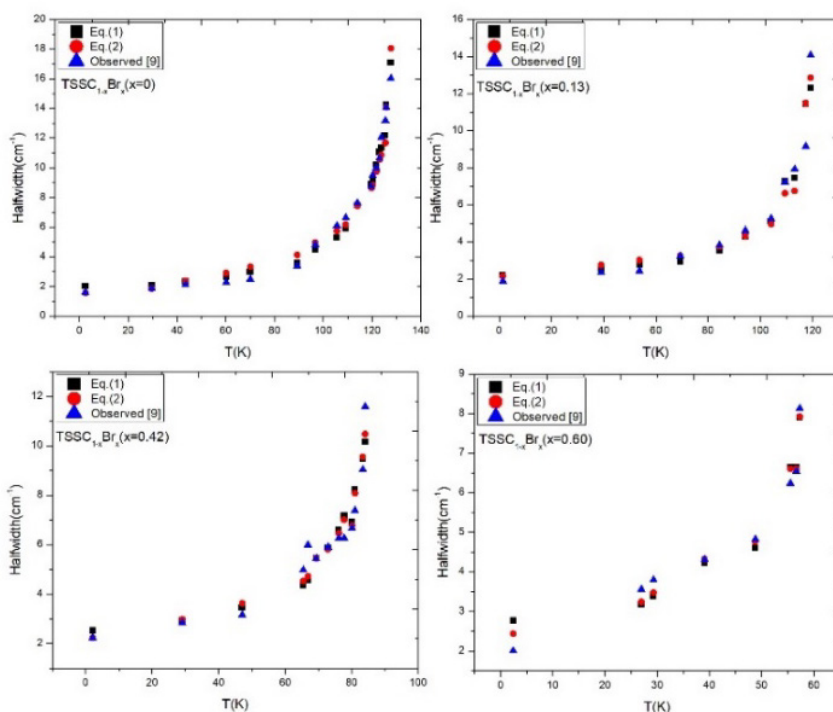 Eq.(1)
Eq.(2)
Observed [9]
TSSC1-xBrx(x=0)
Halfwidth(cm-1)
20
18
16
14
12
10
8
6
4
2
0
0 20 40 60 80 100 120 140
T(K)
Eq.(1)
Eq.(2)
Observed [9]
TSSC1-xBrx(x=0.13)
Halfwidth(cm-1)
16
14
12
10
8
6
4
2
0
0 20 40 60 80 100 120
T(K)
Eq.(1)
Eq.(2)
Observed [9]
TSSC1-xBrx(x=0.42)
Halfwidth(cm-1)
12
10
8
6
4
2
0 20 40 60 80 100
T(K)
Eq.(1)
Eq.(2)
Observed [9]
TSSC1-xBrx(x=0.60)
Halfwidth(cm-1)
9
8
7
6
5
4
3
2
0 10 20 30 40 50 60
T(K)